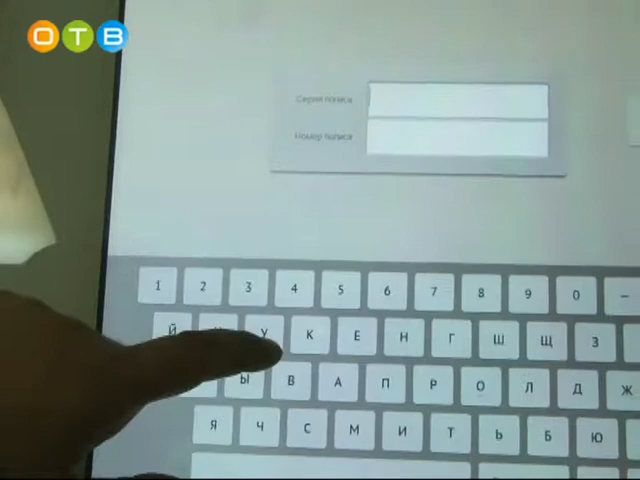 ОТВ
Серия полиса
Номер полиса
1 2 3 4 5 6 7 8 9 0 –
Й У К Е Н Г Ш Щ З
Ы В А П Р О Л Д Ж
Я Ч С М И Т Ь Б Ю